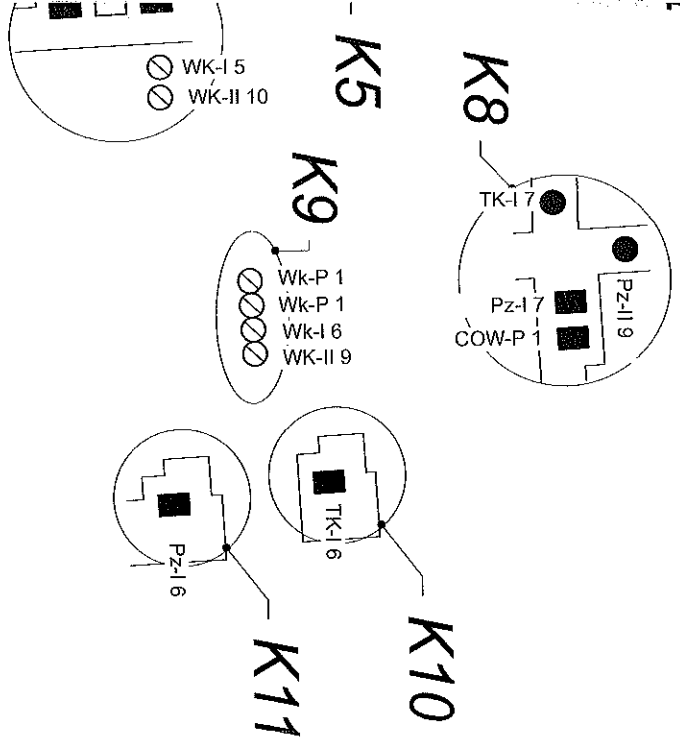 WK-I 5
WK-II 10
K5
K8
K9
TK-I 7
Pz-II 9
Pz-I 7
COW-P 1
Wk-P 1
Wk-P 1
Wk-I 6
WK-II 9
TK-I 6
Pz-I 6
K10
K11